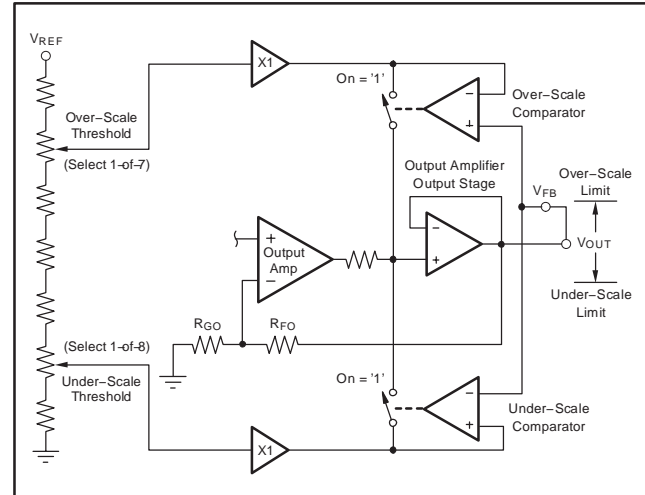 VREF
X1
On = '1'
−
+
Over−Scale
Comparator
Over−Scale
Threshold
(Select 1-of-7)
Output Amplifier
Output Stage
−
+
VFB
Over−Scale
Limit
VOUT
Under−Scale
Limit
+
Output
Amp
−
RGO
RFO
(Select 1-of-8)
Under−Scale
Threshold
On = '1'
−
+
Under−Scale
Comparator
X1